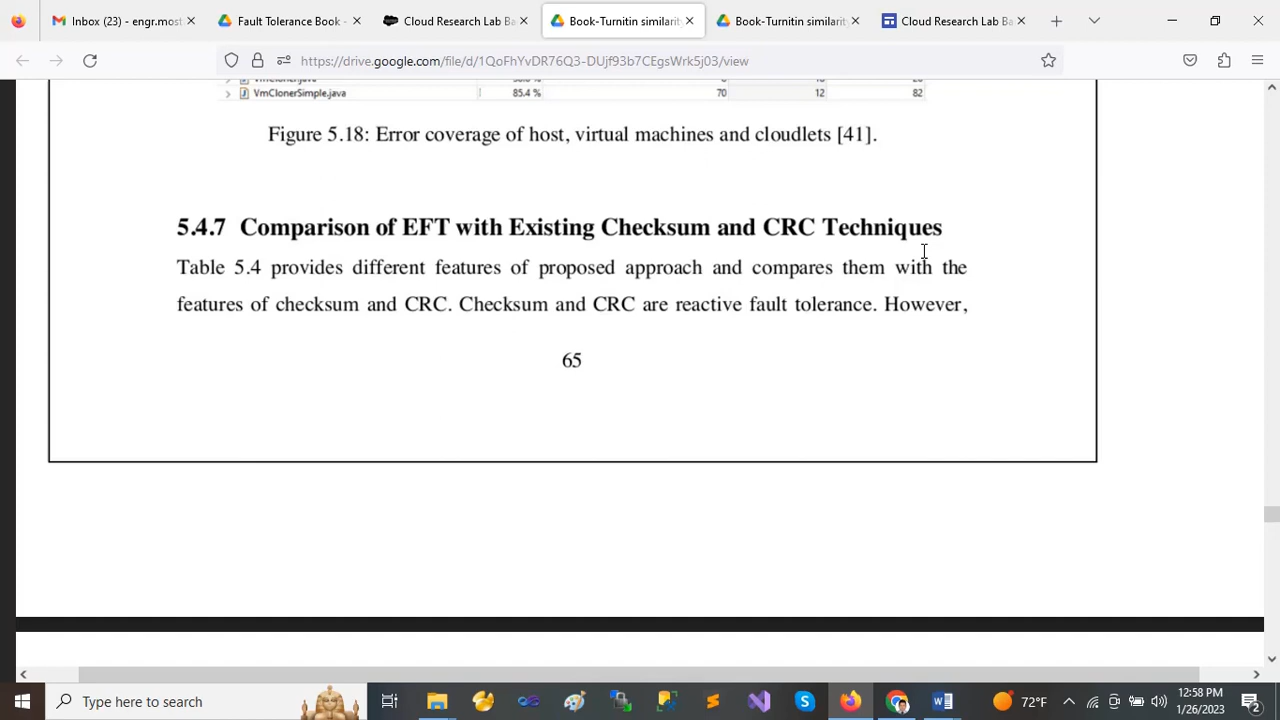 Inbox (23) - engr.most
Fault Tolerance Book -
Cloud Research Lab Ba
Book-Turnitin similarit
Book-Turnitin similarit
Cloud Research Lab Ba
https://drive.google.com/file/d/1QoFhYvDR76Q3-DUjf93b7CEgsWrk5j03/view
VmClonerSimple.java 85.4 % 70 12 82
Figure 5.18: Error coverage of host, virtual machines and cloudlets [41].
5.4.7 Comparison of EFT with Existing Checksum and CRC Techniques
Table 5.4 provides different features of proposed approach and compares them with the
features of checksum and CRC. Checksum and CRC are reactive fault tolerance. However,
65
Type here to search
72°F
12:58 PM
1/26/2023
2